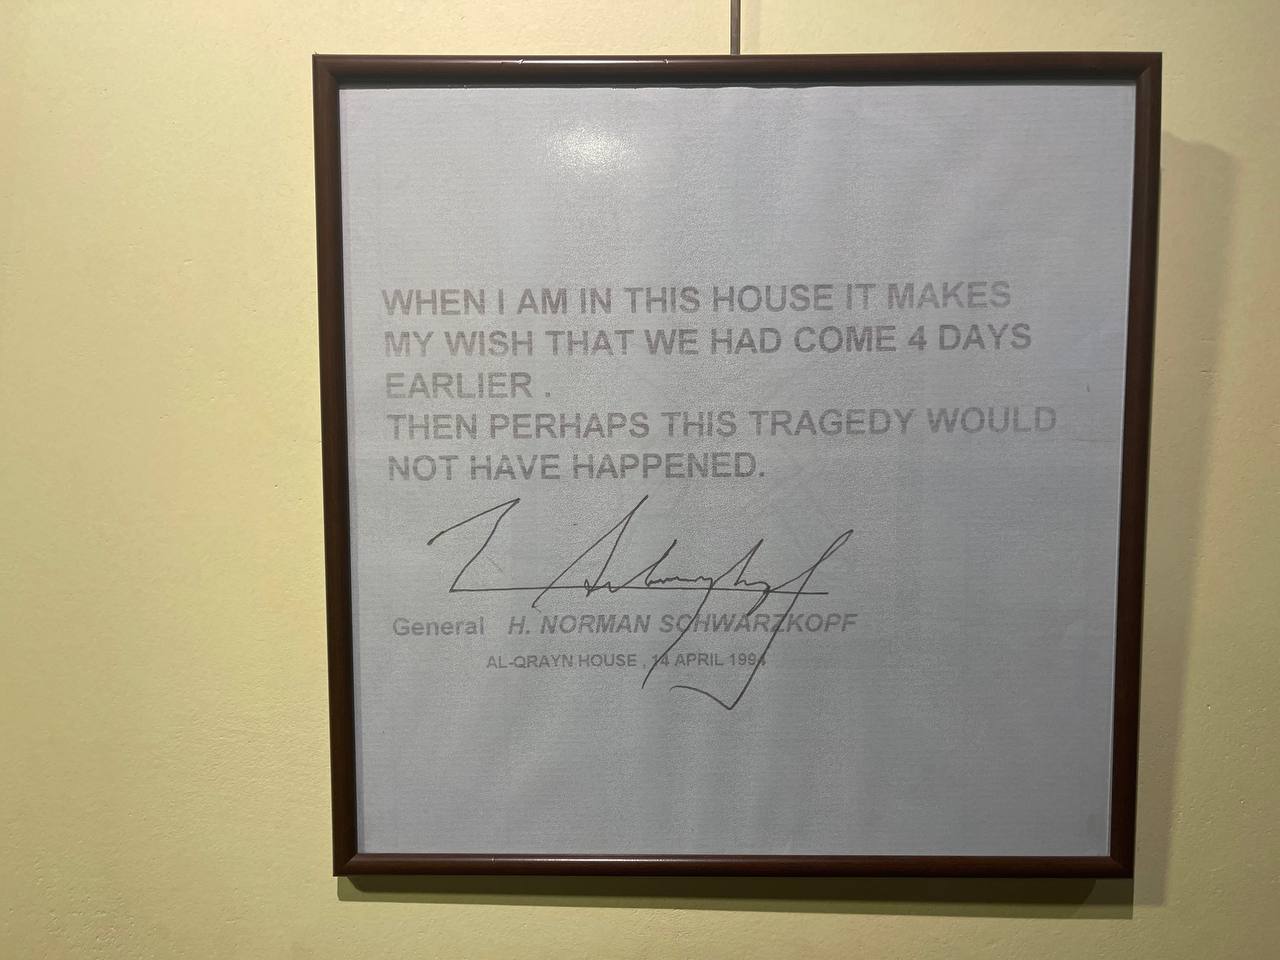 WHEN I AM IN THIS HOUSE IT MAKES
MY WISH THAT WE HAD COME 4 DAYS
EARLIER .
THEN PERHAPS THIS TRAGEDY WOULD
NOT HAVE HAPPENED.
General H. NORMAN SCHWARZKOPF
AL-QRAYN HOUSE , 14 APRIL 1994